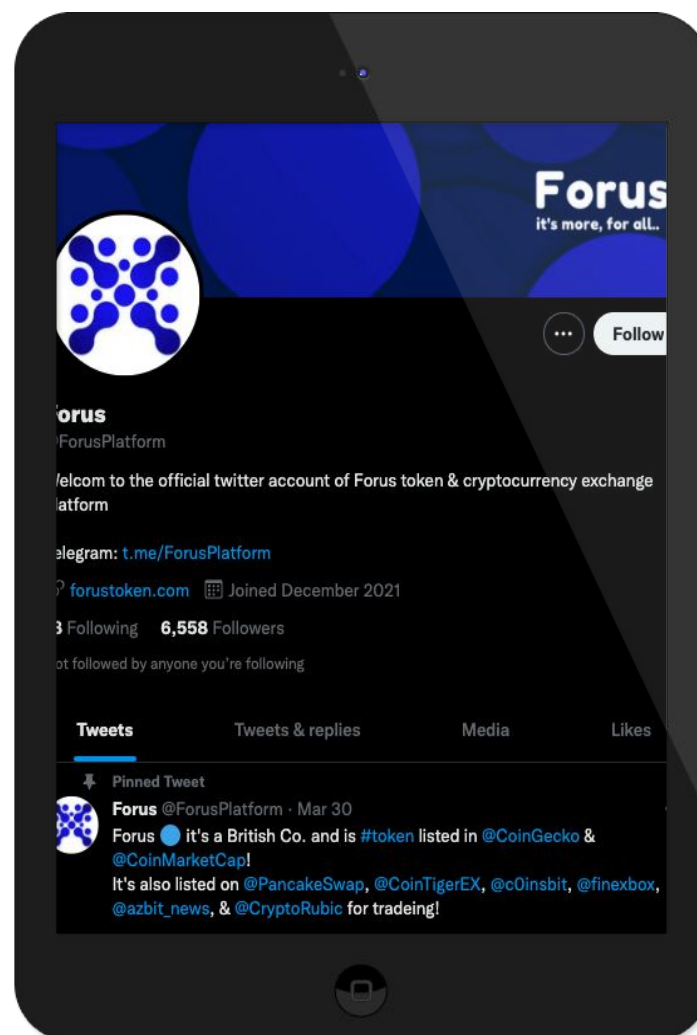 Forus
it's more, for all..
Follow
orus
ForusPlatform
elcom to the official twitter account of Forus token & cryptocurrency exchange
latform
elegram: t.me/ForusPlatform
forustoken.com Joined December 2021
3 Following 6,558 Followers
ot followed by anyone you're following
Tweets Tweets & replies Media Likes
Pinned Tweet
Forus @ForusPlatform · Mar 30
Forus it's a British Co. and is #token listed in @CoinGecko &
@CoinMarketCap!
It's also listed on @PancakeSwap, @CoinTigerEX, @c0insbit, @finexbox,
@azbit_news, & @CryptoRubic for tradeing!